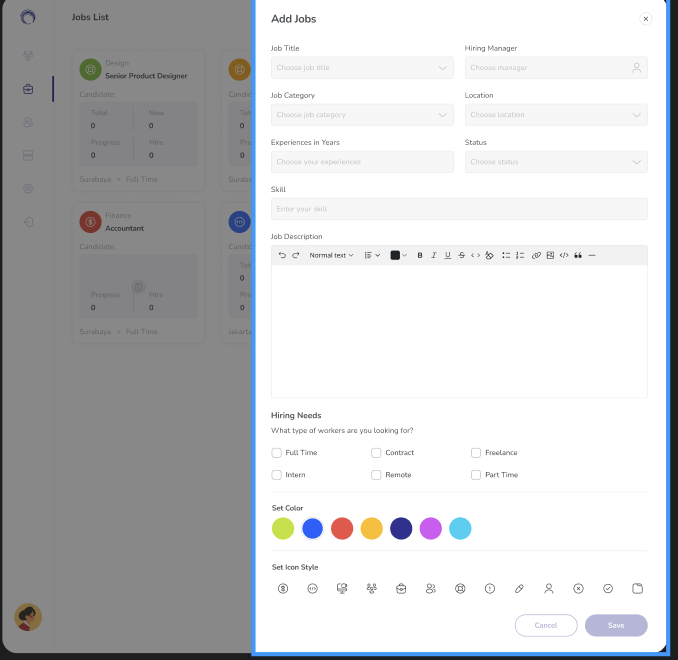 Jobs List
Design
Senior Product Designer
Candidate:
Total
New
0
0
Progress
Hire
0
0
Surabaya
Full Time
Finance
Accountant
Candidate:
Progress
Hire
0
0
Surabaya
Full Time
Candid
0
0
Surab
Candid
0
0
Jakarta
Add Jobs
Job Title
Hiring Manager
Choose job title
Choose manager
Job Category
Location
Choose job category
Choose location
Experiences in Years
Status
Choose your experiences
Choose status
Skill
Enter your skill
Job Description
Normal text
B I U S
Hiring Needs
What type of workers are you looking for?
Full Time
Contract
Freelance
Intern
Remote
Part Time
Set Color
Set Icon Style
Cancel
Save